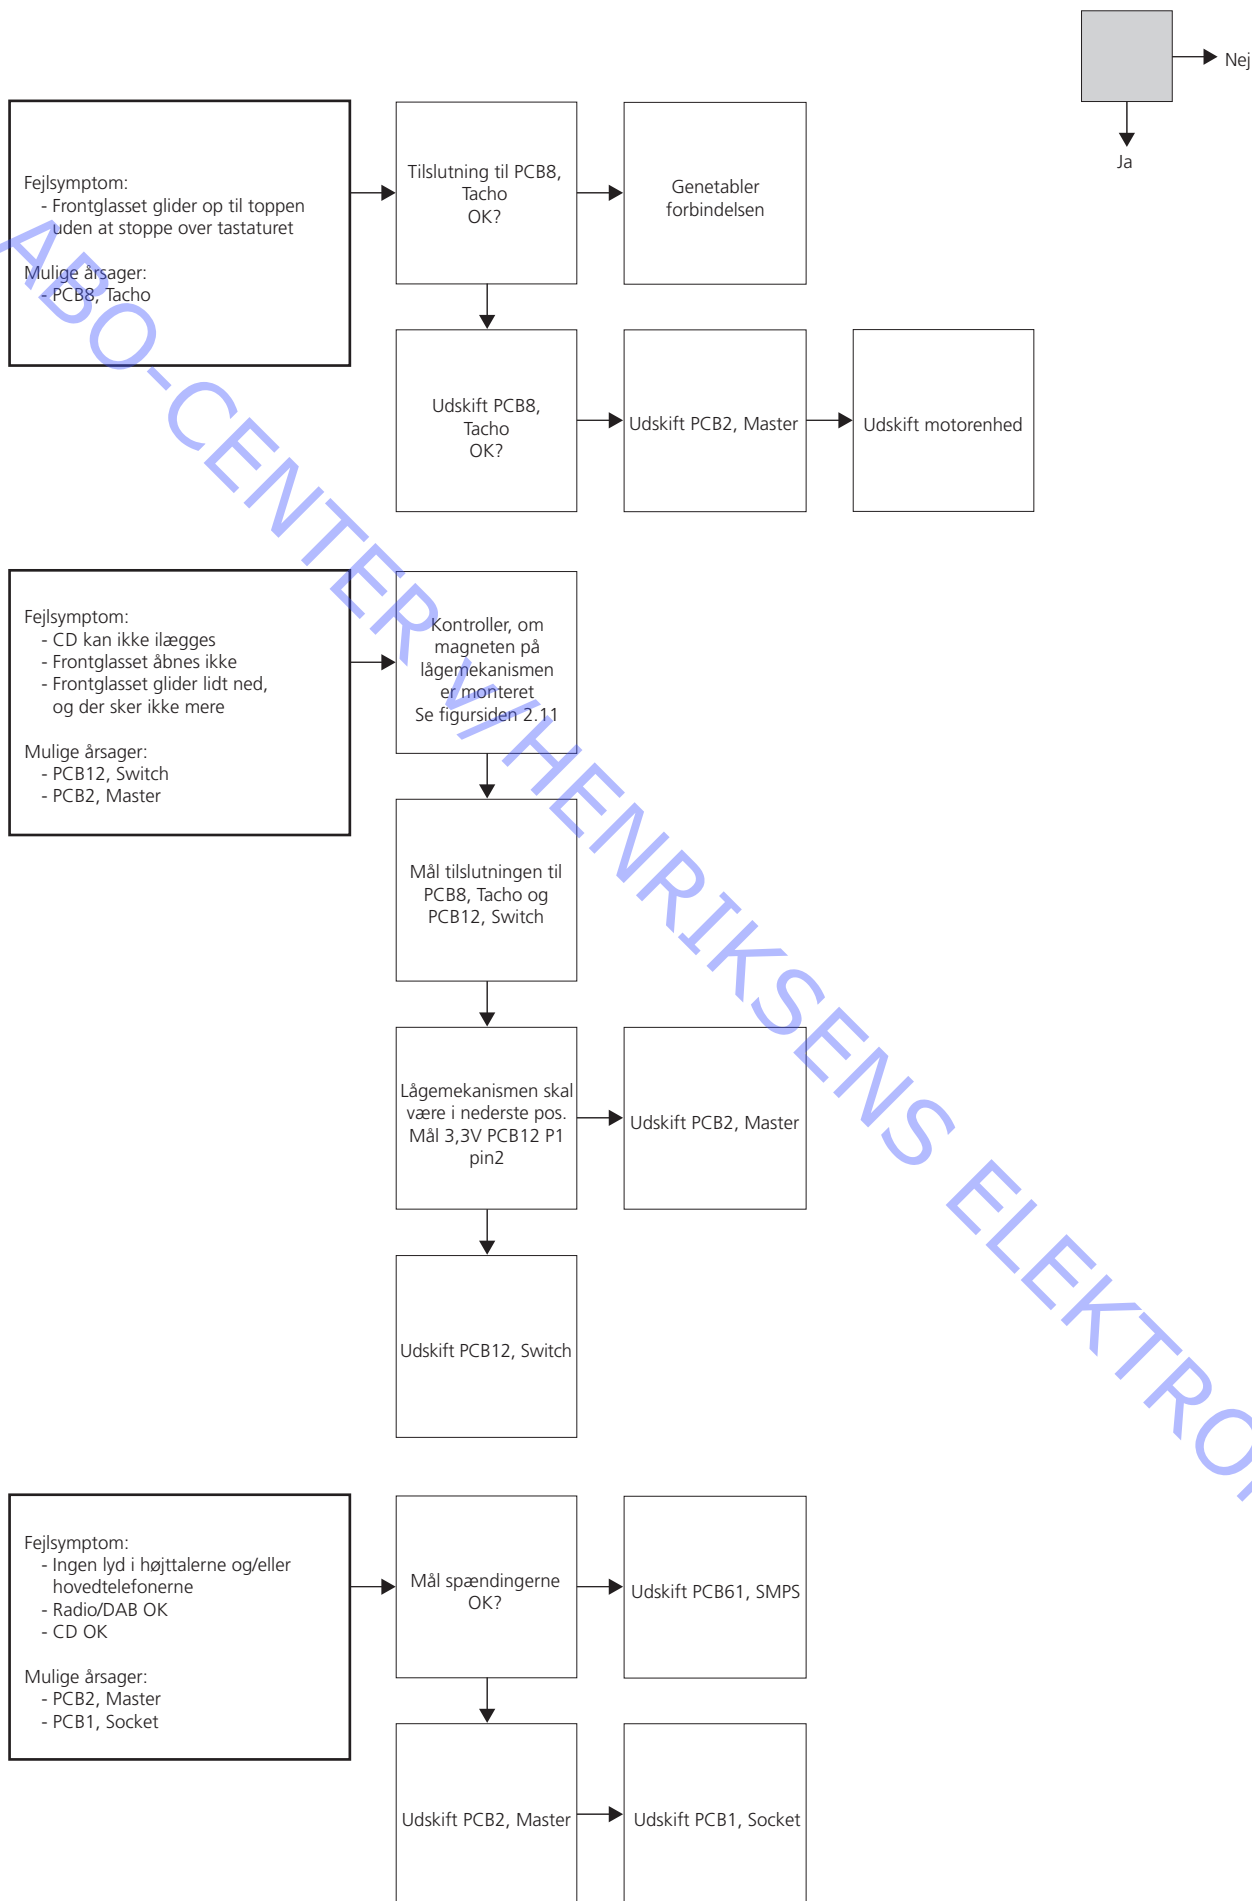 Nej
Ja
Fejlsymptom:
- Frontglasset glider op til toppen
uden at stoppe over tastaturet
Mulige årsager:
- PCB8, Tacho
Tilslutning til PCB8,
Tacho
OK?
Genetabler
forbindelsen
Udskift PCB8,
Tacho
OK?
Udskift PCB2, Master
Udskift motorenhed
Fejlsymptom:
- CD kan ikke ilægges
- Frontglasset åbnes ikke
- Frontglasset glider lidt ned,
og der sker ikke mere
Mulige årsager:
- PCB12, Switch
- PCB2, Master
Kontroller, om
magneten på
lågemekanismen
er monteret
Se figursiden 2.11
Mål tilslutningen til
PCB8, Tacho og
PCB12, Switch
Lågemekanismen skal
være i nederste pos.
Mål 3,3V PCB12 P1
pin2
Udskift PCB2, Master
Udskift PCB12, Switch
Fejlsymptom:
- Ingen lyd i højttalerne og/eller
hovedtelefonerne
- Radio/DAB OK
- CD OK
Mulige årsager:
- PCB2, Master
- PCB1, Socket
Mål spændingerne
OK?
Udskift PCB61, SMPS
Udskift PCB2, Master
Udskift PCB1, Socket
ABO-CENTER v/HENRIKSENS ELEKTRO